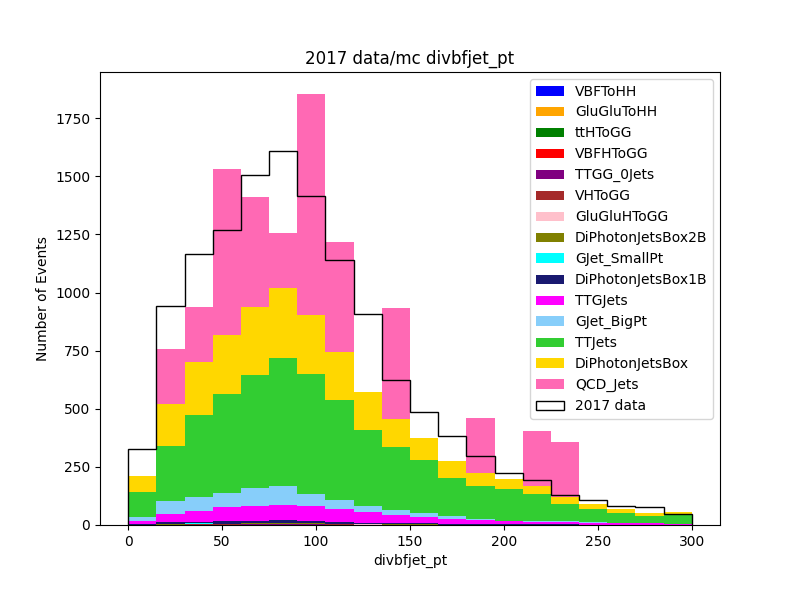 2017 data/mc divbfjet_pt
VBFToHH
GluGluToHH
ttHToGG
VBFHToGG
TTGG_0Jets
VHToGG
GluGluHToGG
DiPhotonJetsBox2B
GJet_SmallPt
DiPhotonJetsBox1B
TTGJets
GJet_BigPt
TTJets
DiPhotonJetsBox
QCD_Jets
2017 data
Number of Events
1750
1500
1250
1000
750
500
250
0
0
50
100
150
200
250
300
divbfjet_pt